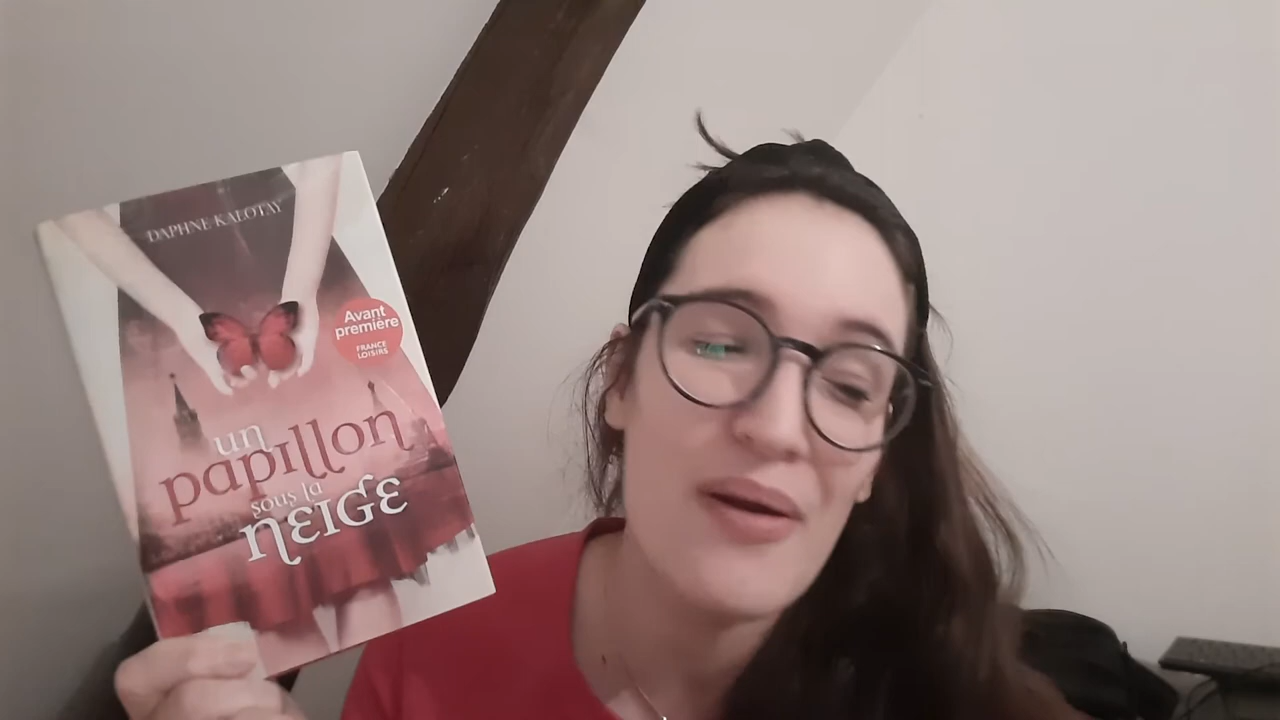 DAPHNE KALOTAY
Avant
première
FRANCE
LOISIRS
un
papillon
sous la
NEIGE